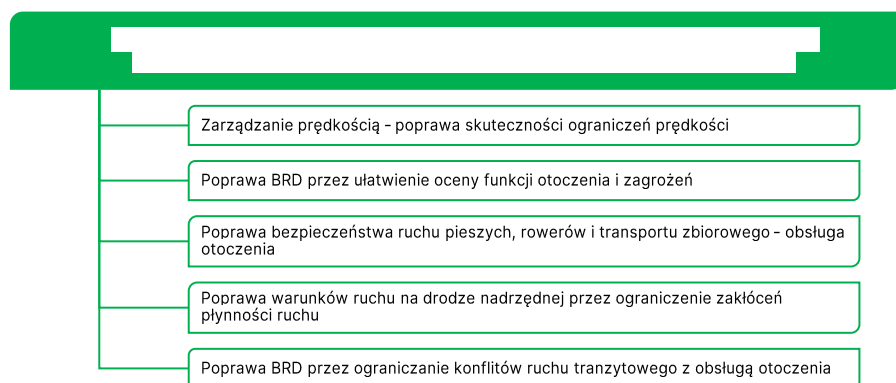 Zarządzanie prędkością - poprawa skuteczności ograniczeń prędkości
Poprawa BRD przez ułatwienie oceny funkcji otoczenia i zagrożeń
Poprawa bezpieczeństwa ruchu pieszych, rowerów i transportu zbiorowego - obsługa
otoczenia
Poprawa warunków ruchu na drodze nadrzędnej przez ograniczenie zakłóceń
płynności ruchu
Poprawa BRD przez ograniczanie konflitów ruchu tranzytowego z obsługą otoczenia